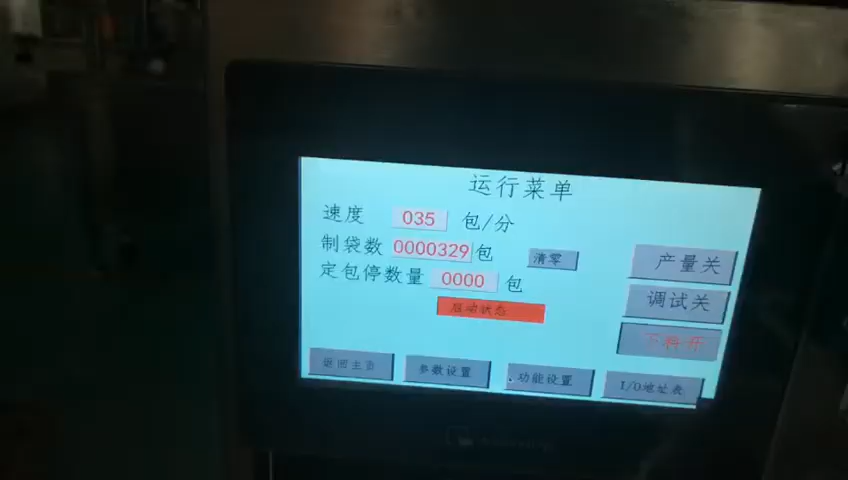 运行菜单
速度 035 包/分
制袋数 0000329 包 清零
定包停数量 0000 包
启动状态
产量关
调试关
下料开
返回主页 参数设置 功能设置 I/O地址表